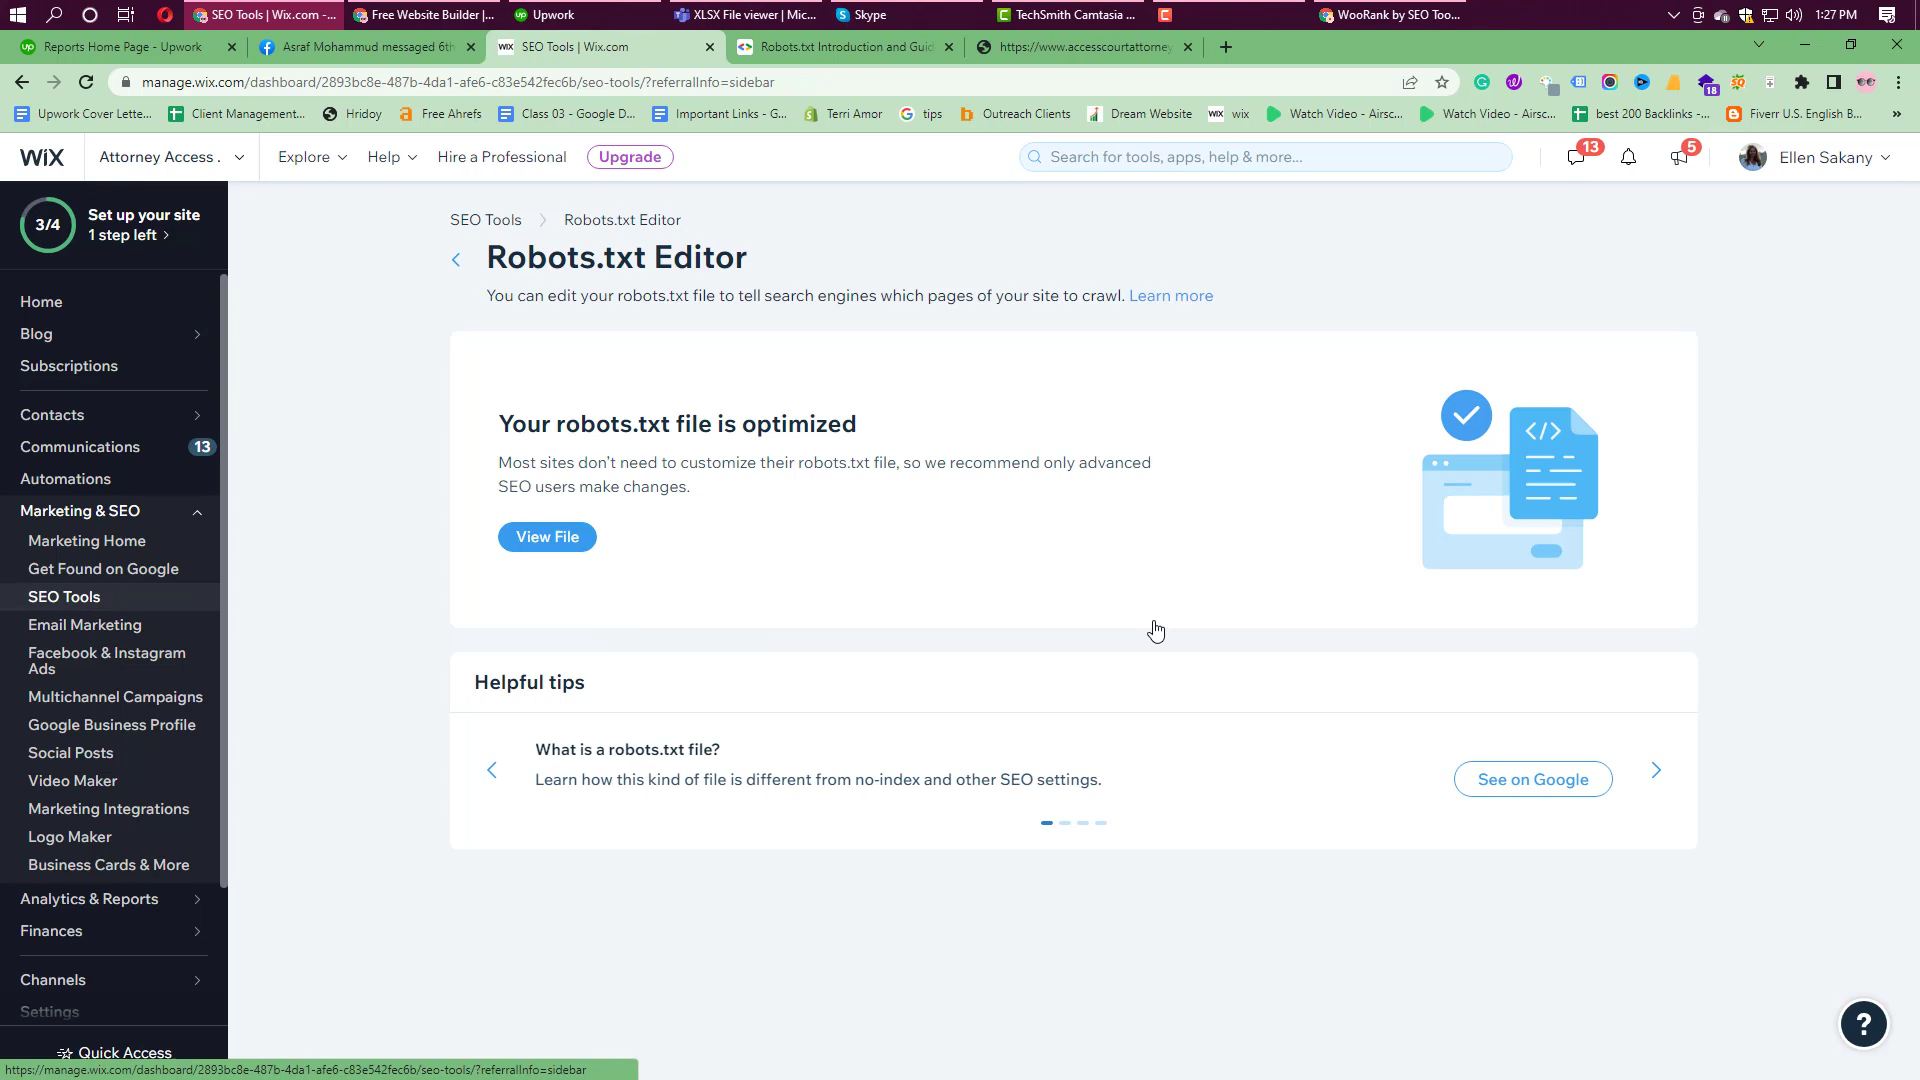 SEO Tools | Wix.com -...
Free Website Builder |...
Upwork
XLSX File viewer | Mic...
Skype
TechSmith Camtasia ...
WooRank by SEO Too...
1:27 PM
Reports Home Page - Upwork
Asraf Mohammud messaged 6th
SEO Tools | Wix.com
Robots.txt Introduction and Guid
https://www.accesscourtattorney
manage.wix.com/dashboard/2893bc8e-487b-4da1-afe6-c83e542fec6b/seo-tools/?referralInfo=sidebar
18
Upwork Cover Lette...
Client Management...
Hridoy
Free Ahrefs
Class 03 - Google D...
Important Links - G...
Terri Amor
tips
Outreach Clients
Dream Website
wix
Watch Video - Airsc...
Watch Video - Airsc...
best 200 Backlinks -...
Fiverr U.S. English B...
WiX
Attorney Access .
Explore
Help
Hire a Professional
Upgrade
Search for tools, apps, help & more...
13
5
Ellen Sakany
3/4
Set up your site
1 step left >
Home
Blog
Subscriptions
Contacts
Communications
13
Automations
Marketing & SEO
Marketing Home
Get Found on Google
SEO Tools
Email Marketing
Facebook & Instagram
Ads
Multichannel Campaigns
Google Business Profile
Social Posts
Video Maker
Marketing Integrations
Logo Maker
Business Cards & More
Analytics & Reports
Finances
Channels
Settings
Quick Access
SEO Tools > Robots.txt Editor
Robots.txt Editor
You can edit your robots.txt file to tell search engines which pages of your site to crawl. Learn more
Your robots.txt file is optimized
Most sites don't need to customize their robots.txt file, so we recommend only advanced
SEO users make changes.
View File
</>
Helpful tips
What is a robots.txt file?
Learn how this kind of file is different from no-index and other SEO settings.
See on Google
?
https://manage.wix.com/dashboard/2893bc8e-487b-4da1-afe6-c83e542fec6b/seo-tools/?referralInfo=sidebar